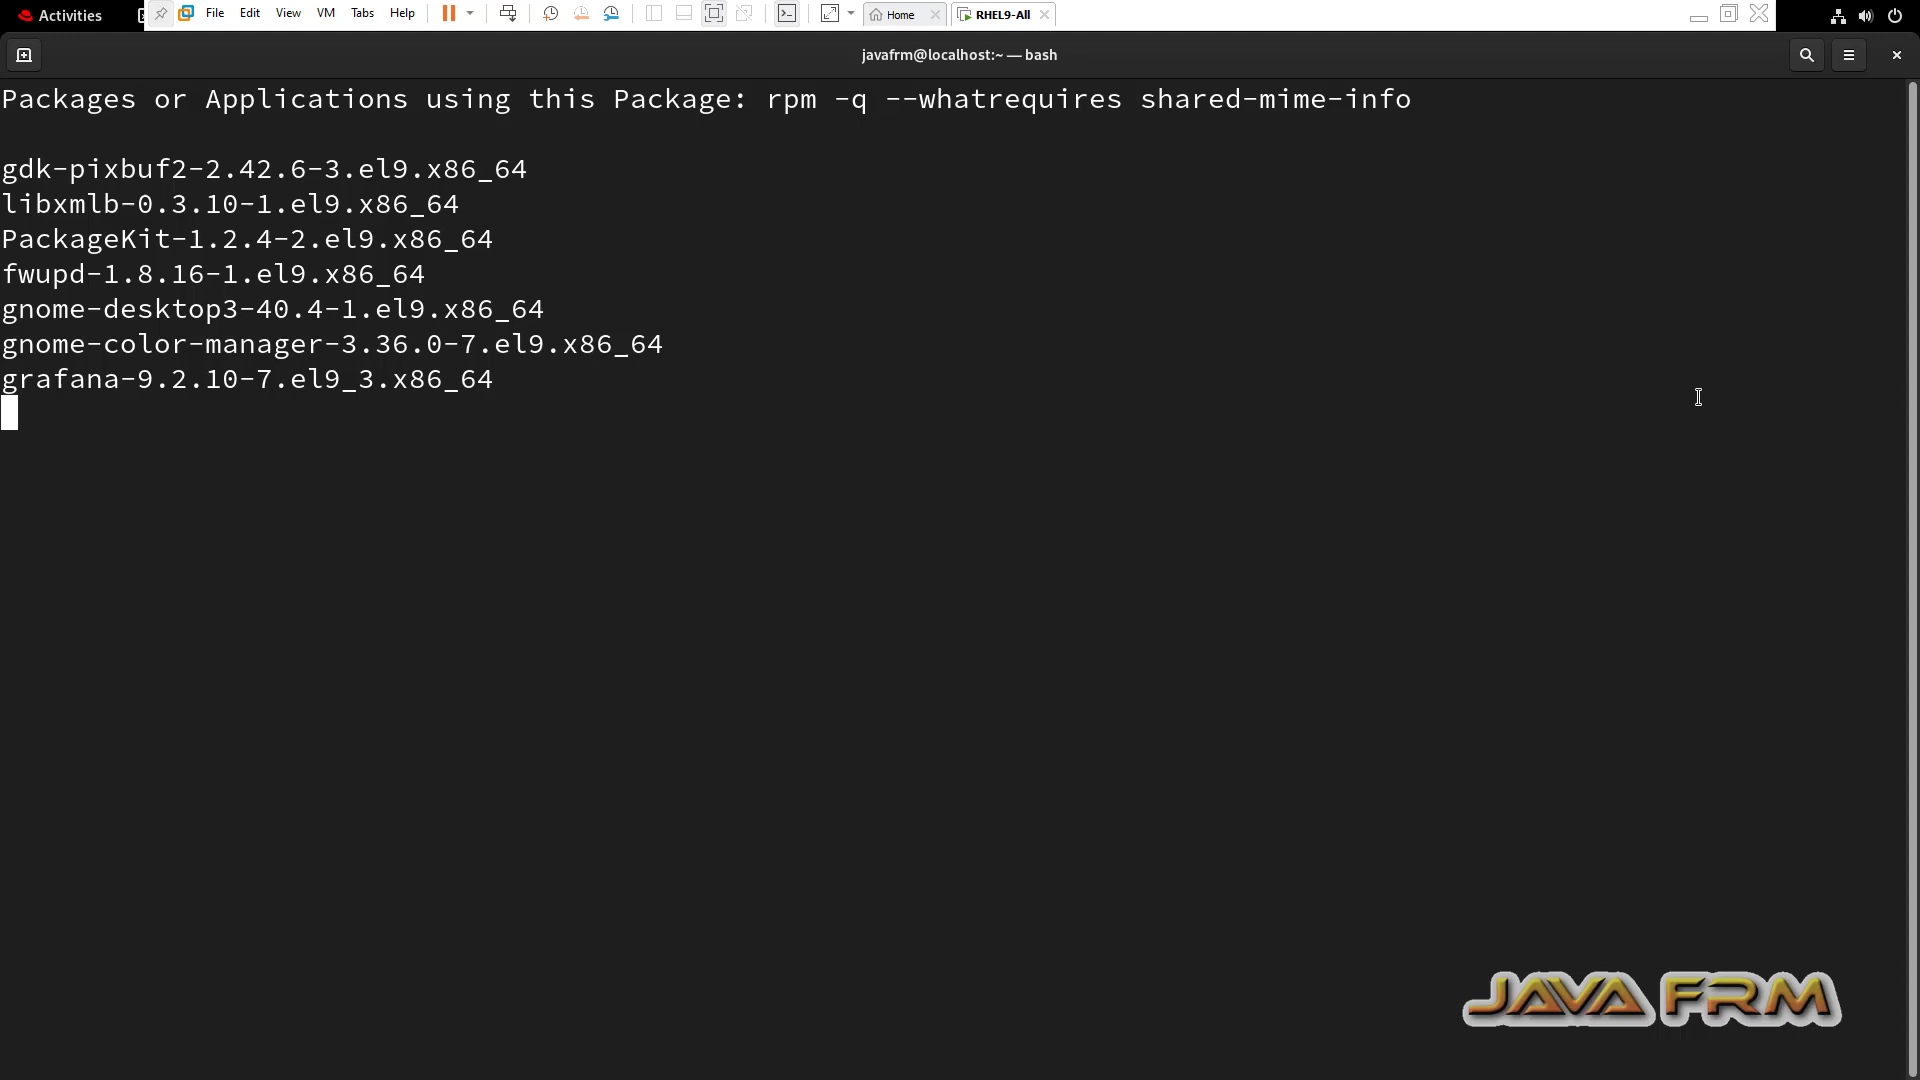 Activities
File Edit View VM Tabs Help
Home
RHEL9-All
javafrm@localhost:~ — bash
Packages or Applications using this Package: rpm -q --whatrequires shared-mime-info
gdk-pixbuf2-2.42.6-3.el9.x86_64
libxmlb-0.3.10-1.el9.x86_64
PackageKit-1.2.4-2.el9.x86_64
fwupd-1.8.16-1.el9.x86_64
gnome-desktop3-40.4-1.el9.x86_64
gnome-color-manager-3.36.0-7.el9.x86_64
grafana-9.2.10-7.el9_3.x86_64
JAVA FRM